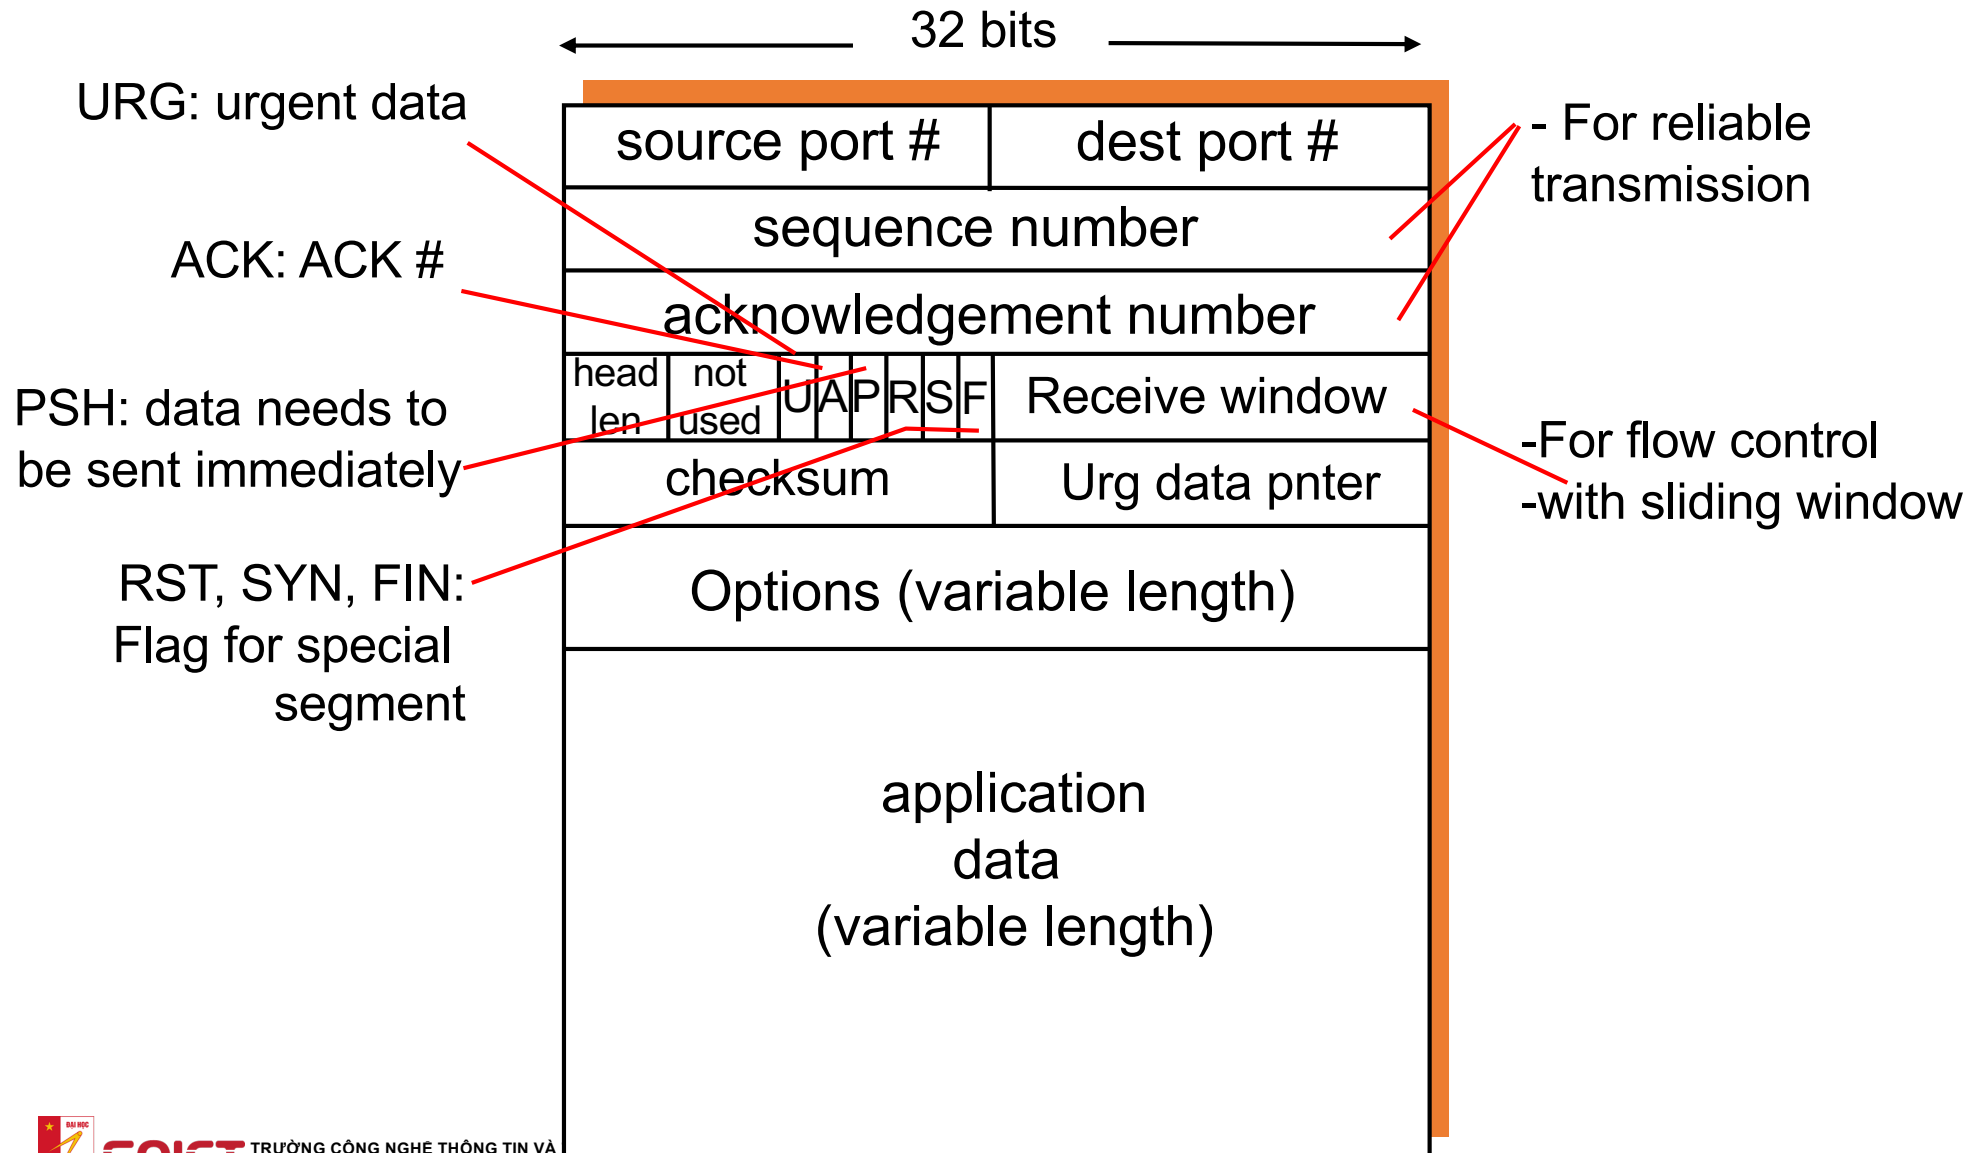 32 bits
URG: urgent data
ACK: ACK #
PSH: data needs to
be sent immediately
RST, SYN, FIN:
Flag for special
segment
source port #
dest port #
sequence number
acknowledgement number
head
len
not
used
U
A
P
R
S
F
Receive window
checksum
Urg data pnter
Options (variable length)
application
data
(variable length)
- For reliable
transmission
-For flow control
-with sliding window
ĐẠI HỌC
TRƯỜNG CÔNG NGHỆ THÔNG TIN VÀ